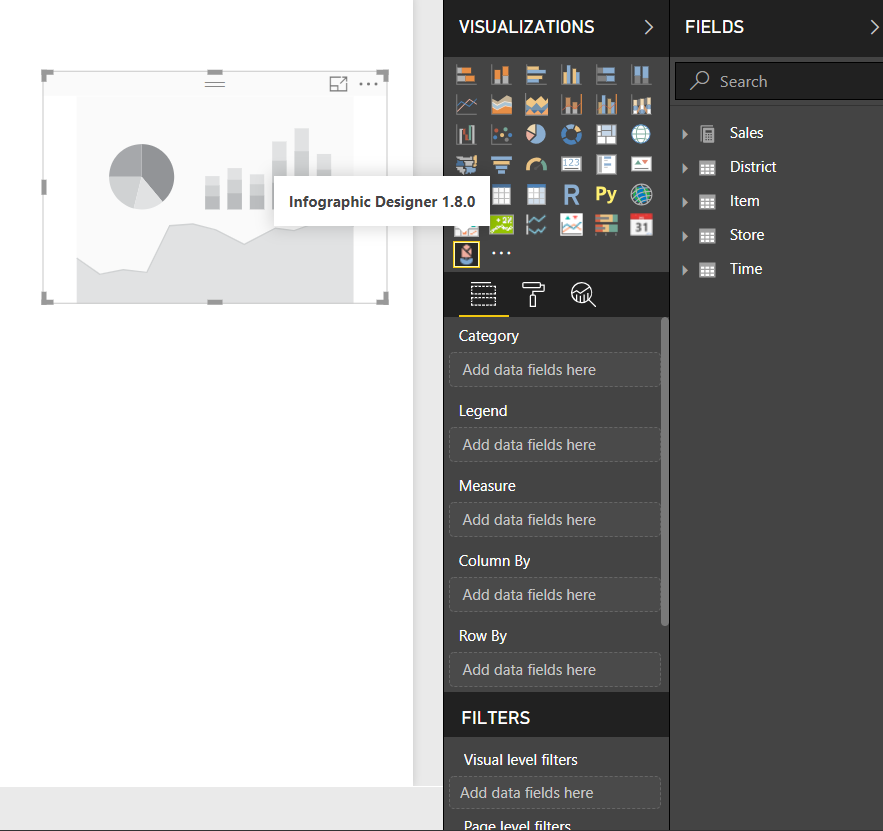 VISUALIZATIONS
FIELDS
Search
Sales
District
Item
Store
Time
123
R
Py
Infographic Designer 1.8.0
31
Category
Add data fields here
Legend
Add data fields here
Measure
Add data fields here
Column By
Add data fields here
Row By
Add data fields here
FILTERS
Visual level filters
Add data fields here
Page level filters